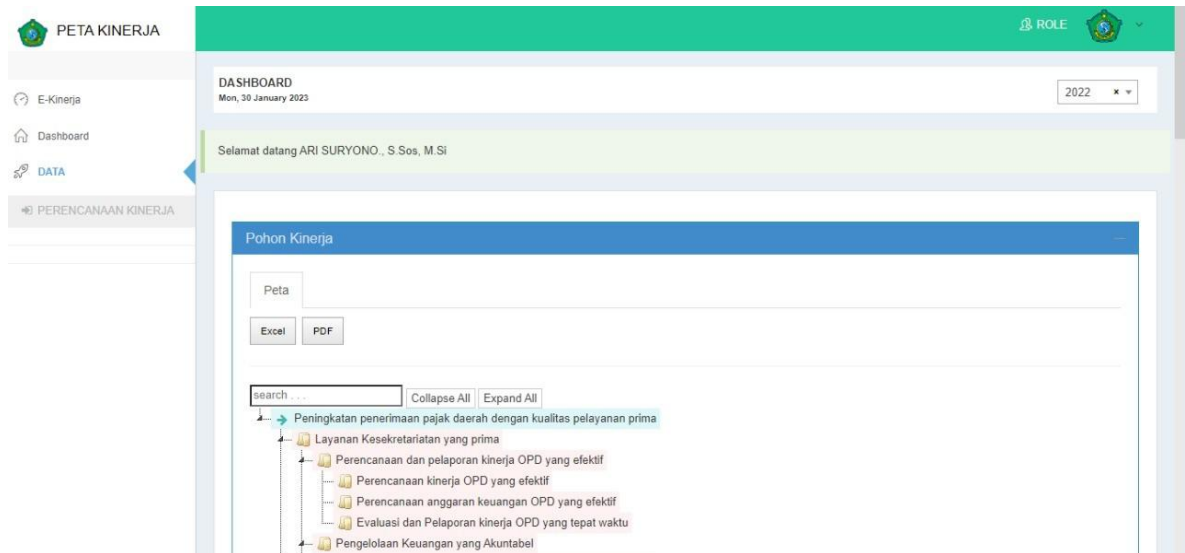 PETA KINERJA
ROLE
E-Kinerja
Dashboard
DATA
PERENCANAAN KINERJA
DASHBOARD
Mon, 30 January 2023
2022 ×
Selamat datang ARI SURYONO., S.Sos, M.Si
Pohon Kinerja
Peta
Excel PDF
search . . . Collapse All Expand All
Peningkatan penerimaan pajak daerah dengan kualitas pelayanan prima
Layanan Kesekretariatan yang prima
Perencanaan dan pelaporan kinerja OPD yang efektif
Perencanaan kinerja OPD yang efektif
Perencanaan anggaran keuangan OPD yang efektif
Evaluasi dan Pelaporan kinerja OPD yang tepat waktu
Pengelolaan Keuangan yang Akuntabel